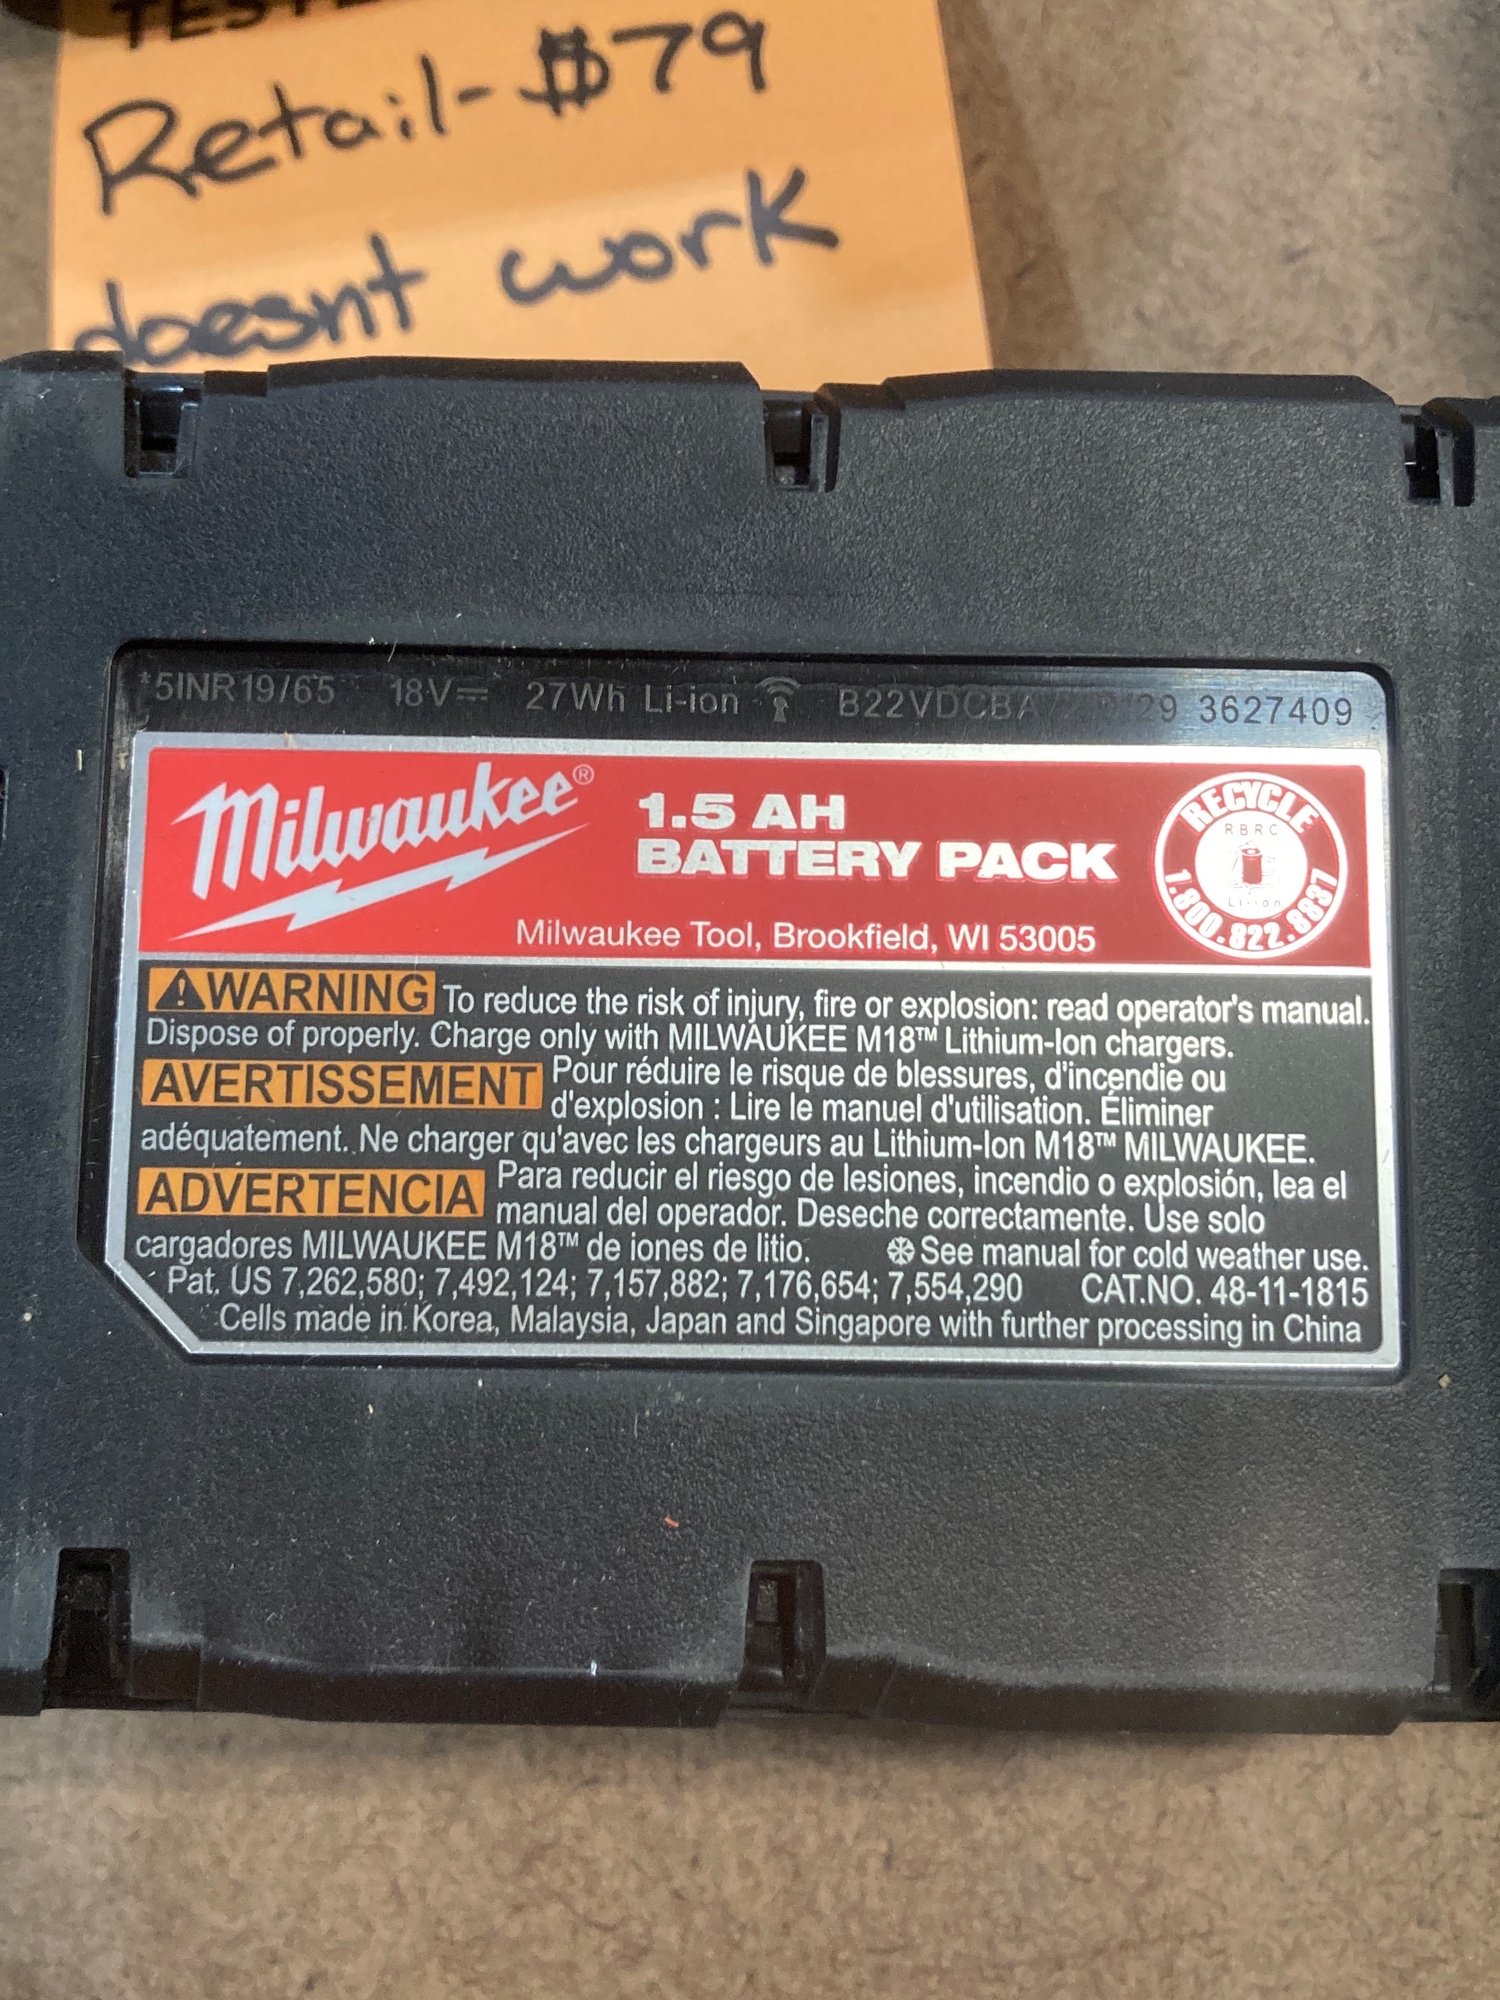 TESTE
Retail - $79
doesnt work
*5INR19/65 18V 27Wh Li-ion 3627409
Milwaukee®
1.5 AH
BATTERY PACK
Milwaukee Tool, Brookfield, WI 53005
RECYCLE
RBRC
Li-ion
1.800.822.8837
⚠WARNING To reduce the risk of injury, fire or explosion: read operator's manual.
Dispose of properly. Charge only with MILWAUKEE M18™ Lithium-Ion chargers.
AVERTISSEMENT Pour réduire le risque de blessures, d'incendie ou
d'explosion : Lire le manuel d'utilisation. Éliminer
adéquatement. Ne charger qu'avec les chargeurs au Lithium-Ion M18™ MILWAUKEE.
ADVERTENCIA Para reducir el riesgo de lesiones, incendio o explosión, lea el
manual del operador. Deseche correctamente. Use solo
cargadores MILWAUKEE M18™ de iones de litio. ❄ See manual for cold weather use.
Pat. US 7,262,580; 7,492,124; 7,157,882; 7,176,654; 7,554,290 CAT.NO. 48-11-1815
Cells made in Korea, Malaysia, Japan and Singapore with further processing in China